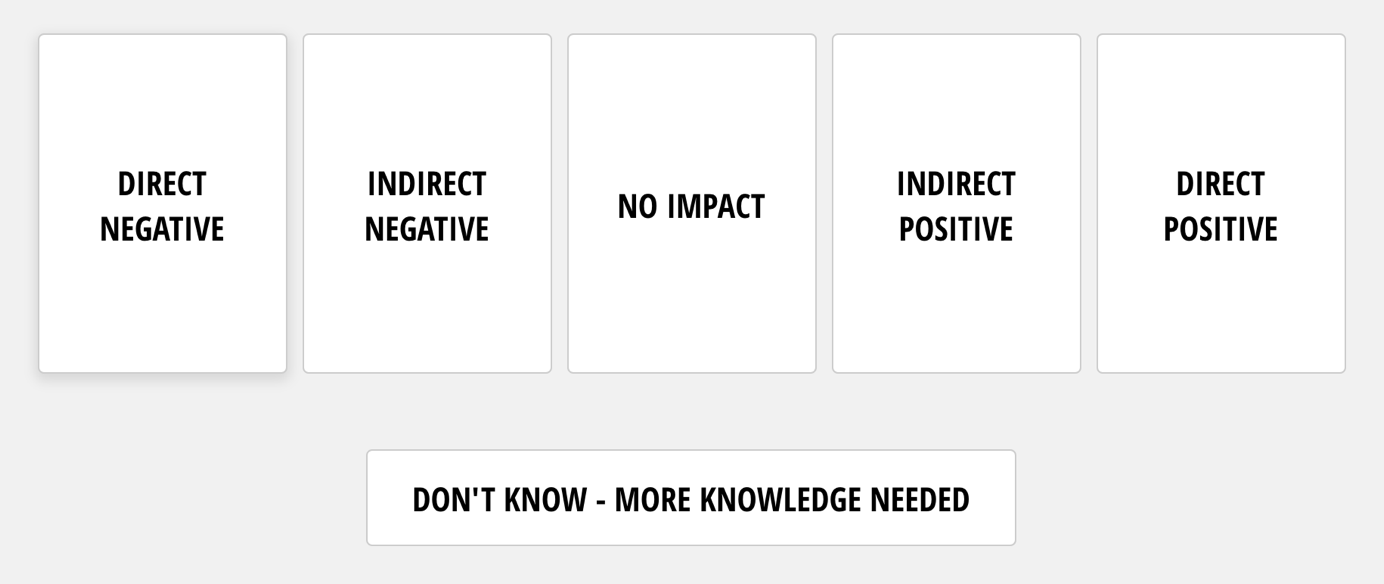 DIRECT
NEGATIVE
INDIRECT
NEGATIVE
NO IMPACT
INDIRECT
POSITIVE
DIRECT
POSITIVE
DON'T KNOW - MORE KNOWLEDGE NEEDED